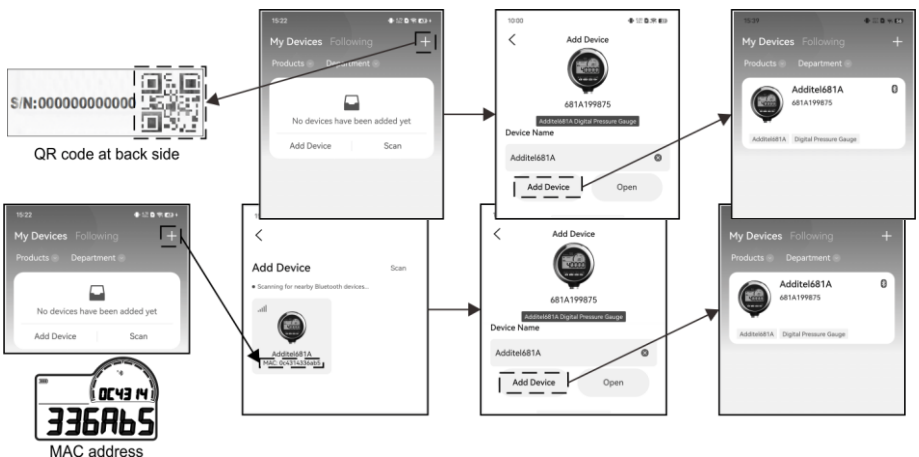 15:22
My Devices Following +
Products Department
No devices have been added yet
Add Device Scan
S/N:000000000000
QR code at back side
10:00
Add Device
681A199875
Additel681A Digital Pressure Gauge
Device Name
Additel681A
Add Device Open
15:39
My Devices Following +
Products Department
Additel681A
681A199875
Additel681A Digital Pressure Gauge
15:22
My Devices Following +
Products Department
No devices have been added yet
Add Device Scan
0C43 14
336Ab5
MAC address
Add Device Scan
Scanning for nearby Bluetooth devices...
Additel681A
MAC: 0c4314336ab5
Add Device
681A199875
Additel681A Digital Pressure Gauge
Device Name
Additel681A
Add Device Open
My Devices Following +
Products Department
Additel681A
681A199875
Additel681A Digital Pressure Gauge